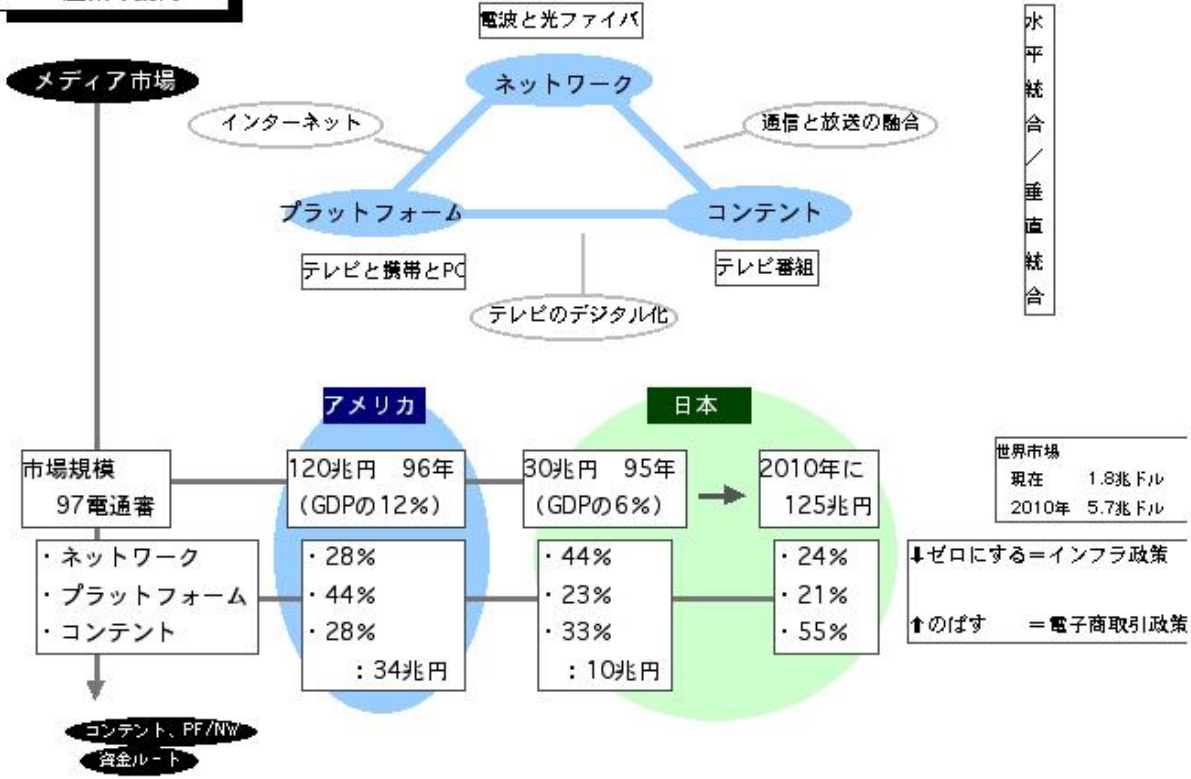 電波と光ファイバ
メディア市場
ネットワーク
インターネット
通信と放送の融合
プラットフォーム
コンテント
テレビと携帯とPC
テレビ番組
テレビのデジタル化
水平統合/垂直統合
アメリカ
日本
市場規模
97電通審
120兆円 96年
(GDPの12%)
30兆円 95年
(GDPの6%)
2010年に
125兆円
世界市場
現在 1.8兆ドル
2010年 5.7兆ドル
・ネットワーク
・プラットフォーム
・コンテント
・28%
・44%
・28%
:34兆円
・44%
・23%
・33%
:10兆円
・24%
・21%
・55%
⬇ゼロにする=インフラ政策
⬆のばす =電子商取引政策
コンテント、PF/NW
資金ルート